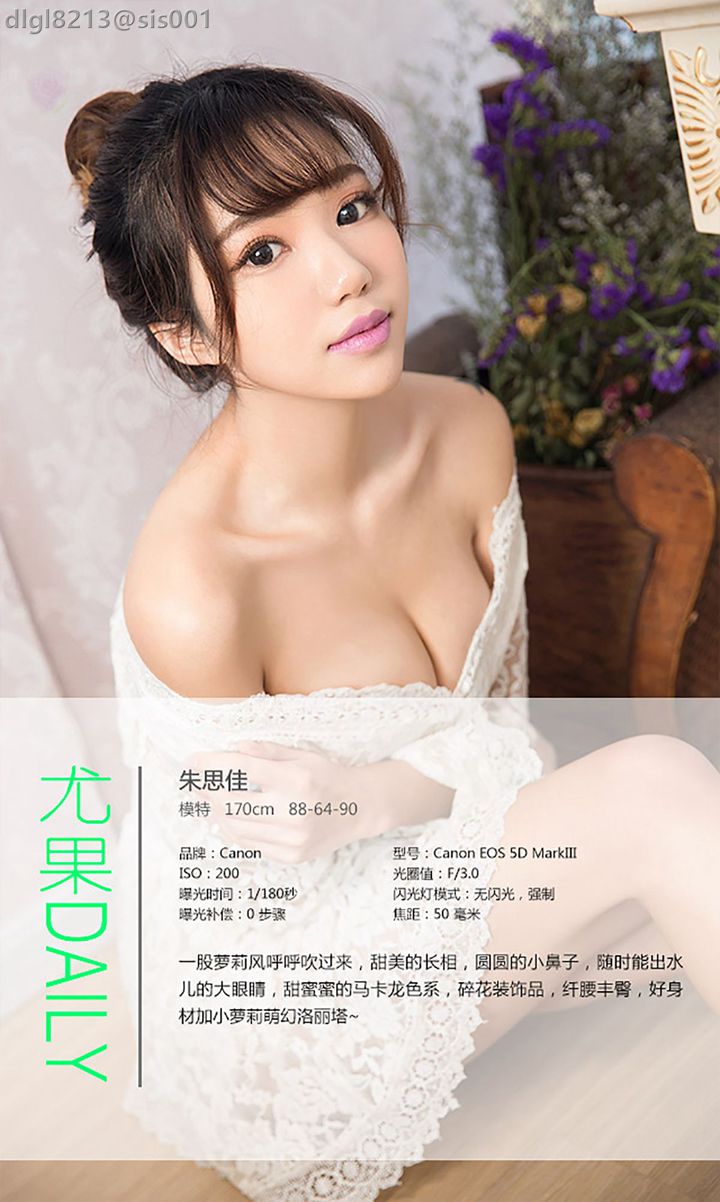 dlgl8213@sis001
尤果DAILY
朱思佳
模特 170cm 88-64-90
品牌：Canon 型号：Canon EOS 5D MarkIII
ISO：200 光圈值：F/3.0
曝光时间：1/180秒 闪光灯模式：无闪光，强制
曝光补偿：0 步骤 焦距：50 毫米
一股萝莉风呼呼吹过来，甜美的长相，圆圆的小鼻子，随时能出水
儿的大眼睛，甜蜜蜜的马卡龙色系，碎花装饰品，纤腰丰臀，好身
材加小萝莉萌幻洛丽塔~